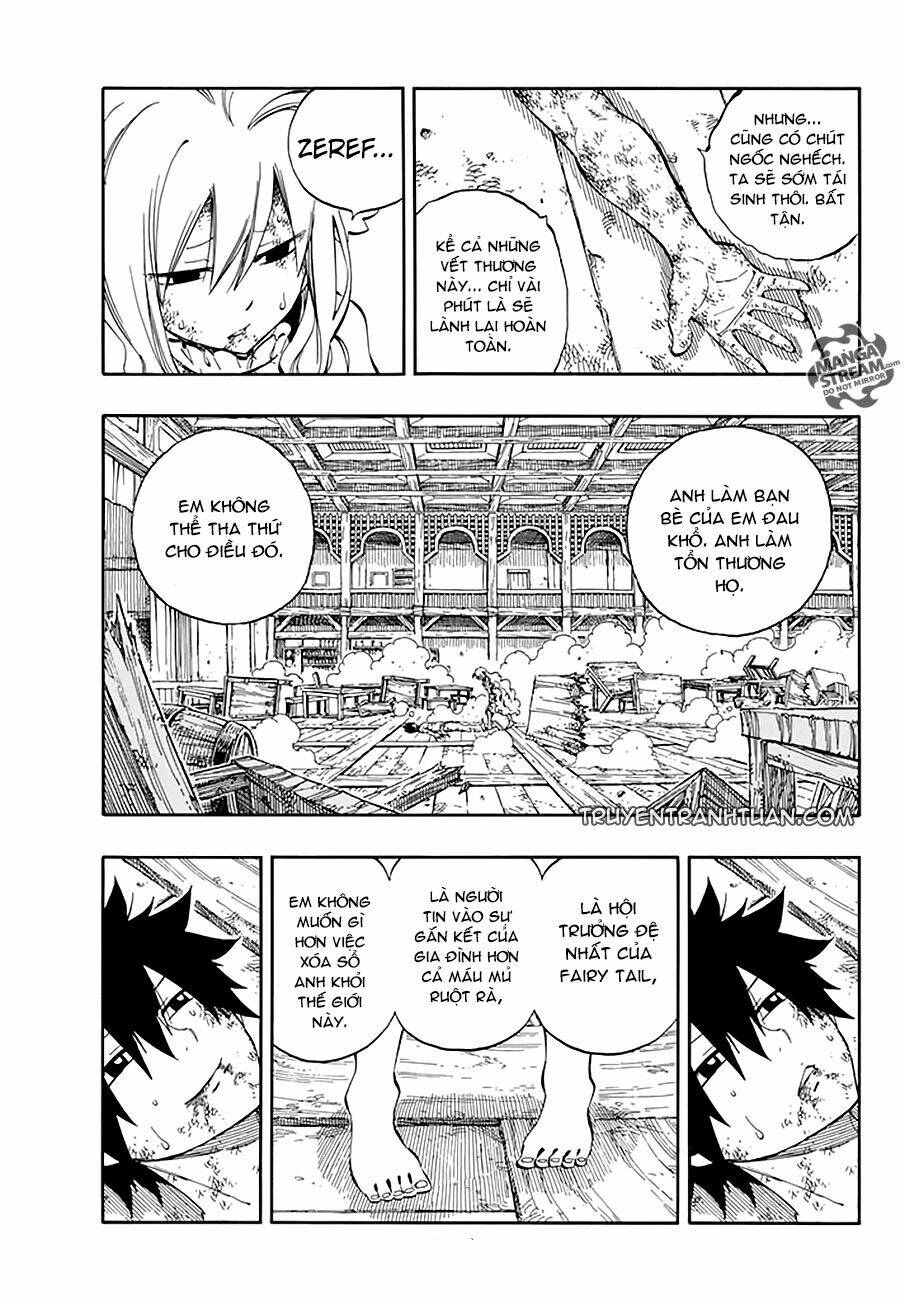 NHƯNG...
CŨNG CÓ CHÚT
NGỐC NGHẾCH.
TA SẼ SỚM TÁI
SINH THÔI. BẤT
TẬN.
KỂ CẢ NHỮNG
VẾT THƯƠNG
NÀY... CHỈ VÀI
PHÚT LÀ SẼ
LÀNH LẠI HOÀN
TOÀN.
ZEREF...
MANGA
STREAM.com
DO NOT MIRROR
ANH LÀM BẠN
BÈ CỦA EM ĐAU
KHỔ. ANH LÀM
TỔN THƯƠNG
HỌ.
EM KHÔNG
THỂ THA THỨ
CHO ĐIỀU ĐÓ.
TRUYENTRANHTUAN.COM
LÀ HỘI
TRƯỞNG ĐỆ
NHẤT CỦA
FAIRY TAIL,
LÀ NGƯỜI
TIN VÀO SỰ
GẮN KẾT CỦA
GIA ĐÌNH HƠN
CẢ MÁU MỦ
RUỘT RÀ,
EM KHÔNG
MUỐN GÌ
HƠN VIỆC
XÓA SỔ
ANH KHỎI
THẾ GIỚI
NÀY.